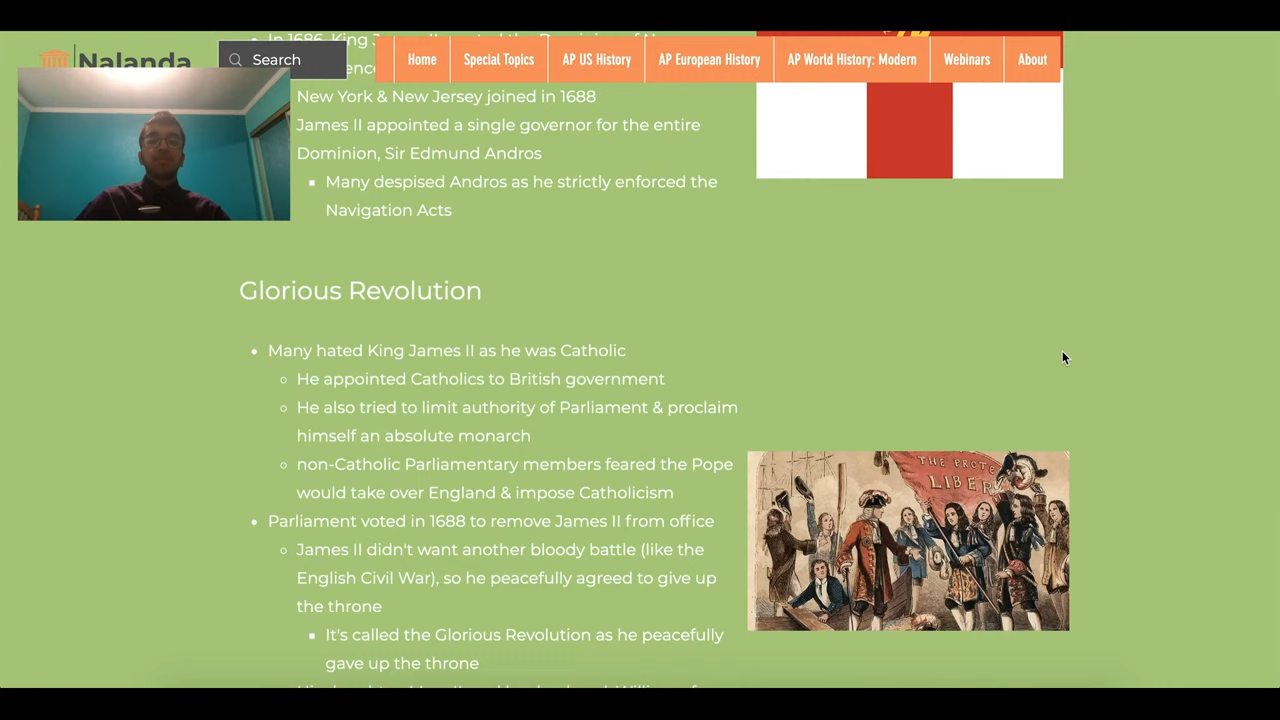 Nalanda
Search
Home
Special Topics
AP US History
AP European History
AP World History: Modern
Webinars
About
In 1686, King
New York & New Jersey joined in 1688
James II appointed a single governor for the entire
Dominion, Sir Edmund Andros
Many despised Andros as he strictly enforced the
Navigation Acts
Glorious Revolution
Many hated King James II as he was Catholic
He appointed Catholics to British government
He also tried to limit authority of Parliament & proclaim
himself an absolute monarch
non-Catholic Parliamentary members feared the Pope
would take over England & impose Catholicism
THE PROTE
LIBER
Parliament voted in 1688 to remove James II from office
James II didn't want another bloody battle (like the
English Civil War), so he peacefully agreed to give up
the throne
It's called the Glorious Revolution as he peacefully
gave up the throne